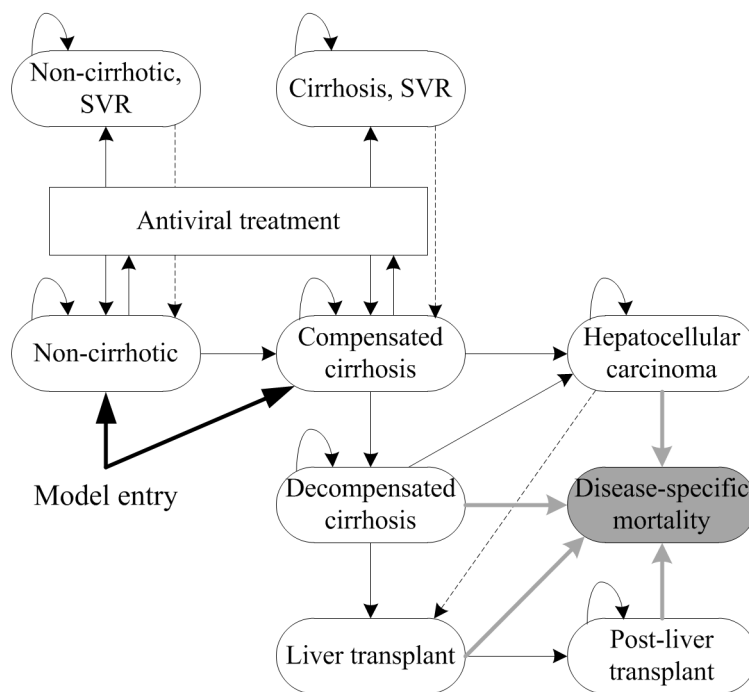 Non-cirrhotic,
SVR
Cirrhosis, SVR
Antiviral treatment
Non-cirrhotic
Compensated
cirrhosis
Hepatocellular
carcinoma
Model entry
Decompensated
cirrhosis
Disease-specific
mortality
Liver transplant
Post-liver
transplant